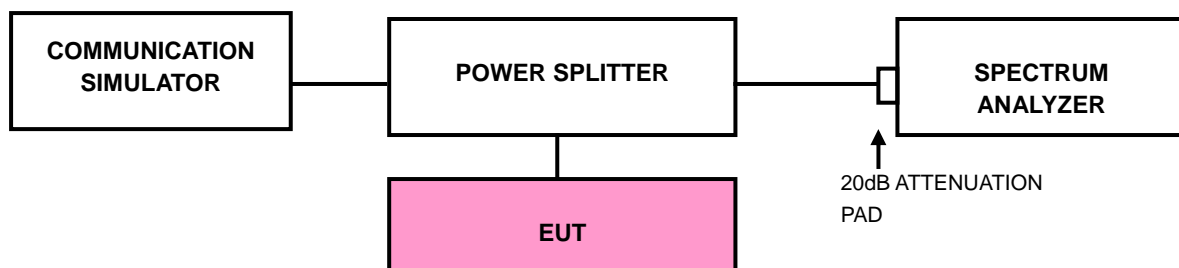 COMMUNICATION
SIMULATOR
POWER SPLITTER
SPECTRUM
ANALYZER
20dB ATTENUATION
PAD
EUT